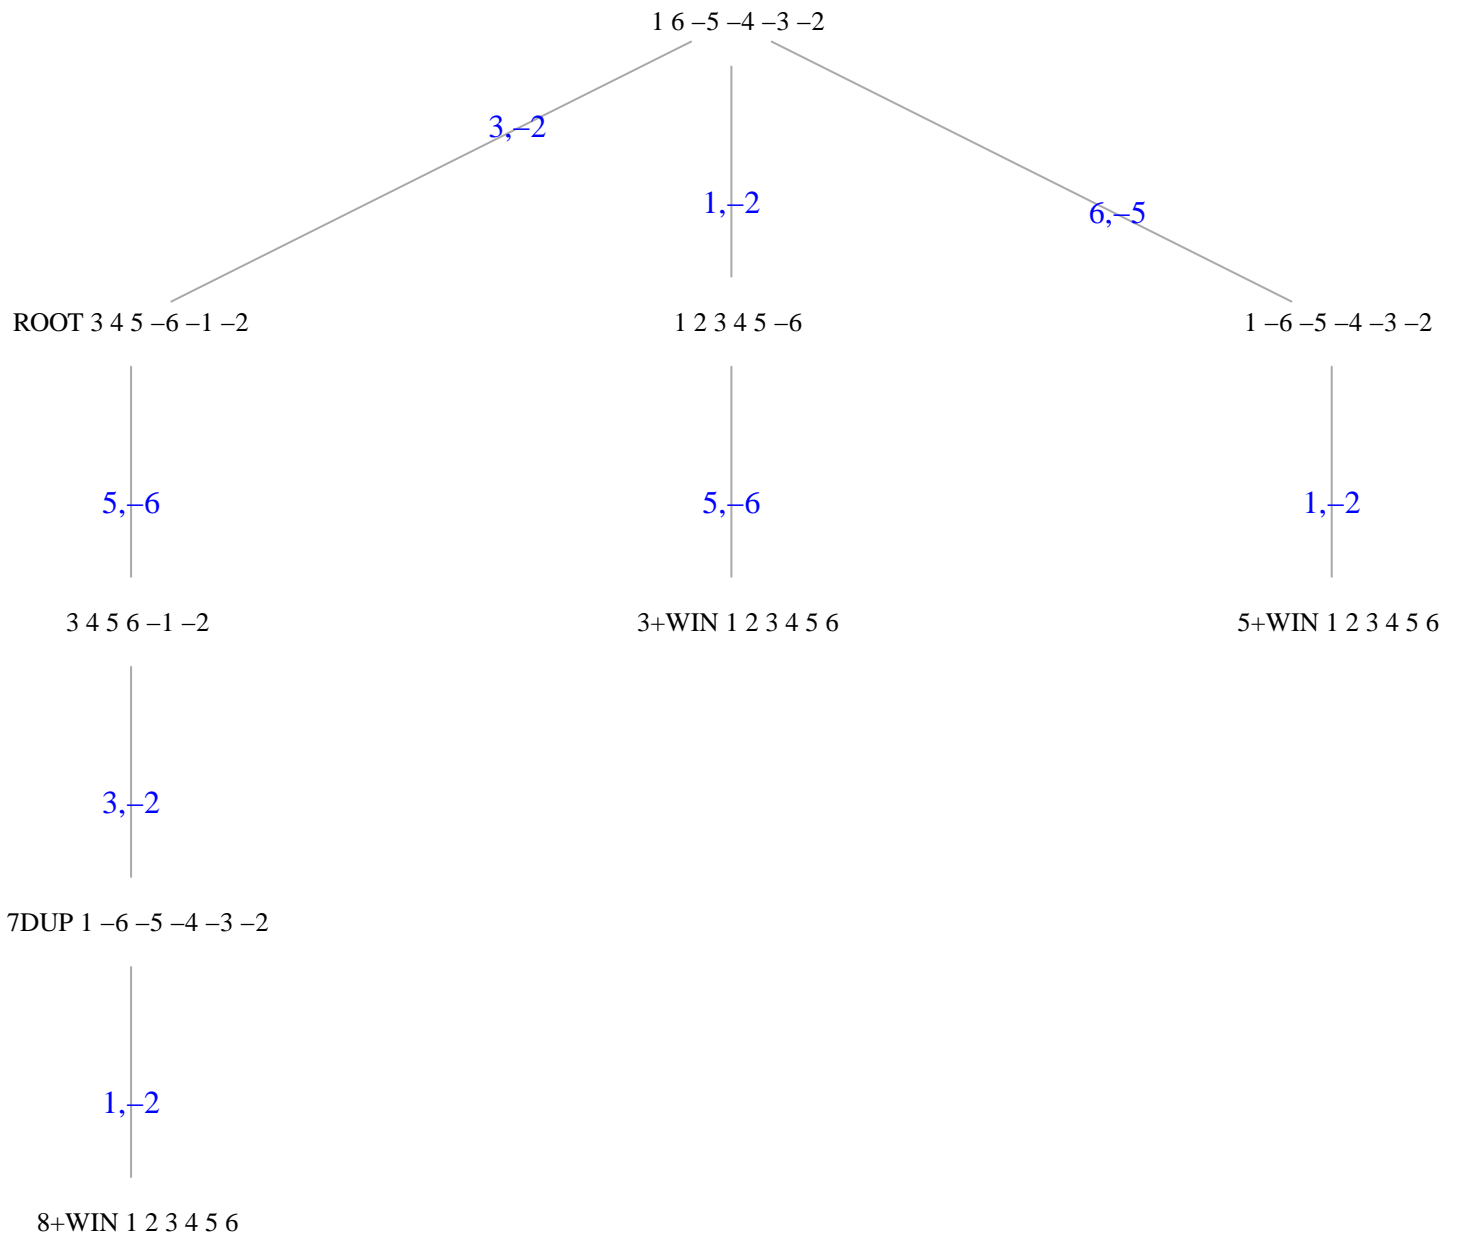 1 6 –5 –4 –3 –2
3,–2
1,–2
6,–5
ROOT 3 4 5 –6 –1 –2
1 2 3 4 5 –6
1 –6 –5 –4 –3 –2
5,–6
5,–6
1,–2
3 4 5 6 –1 –2
3+WIN 1 2 3 4 5 6
5+WIN 1 2 3 4 5 6
3,–2
7DUP 1 –6 –5 –4 –3 –2
1,–2
8+WIN 1 2 3 4 5 6